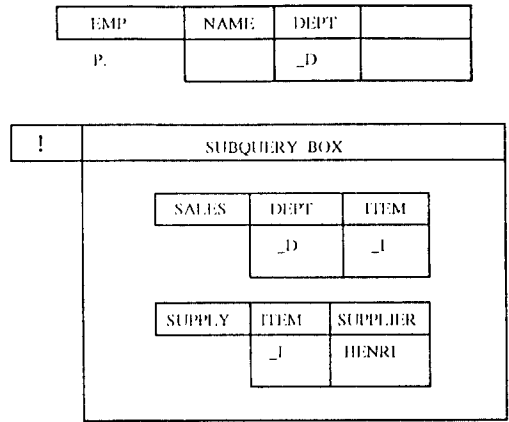 EMP NAME DEPT
P. _D
! SUBQUERY BOX
SALES DEPT ITEM
_D _I
SUPPLY ITEM SUPPLIER
_I HENRI